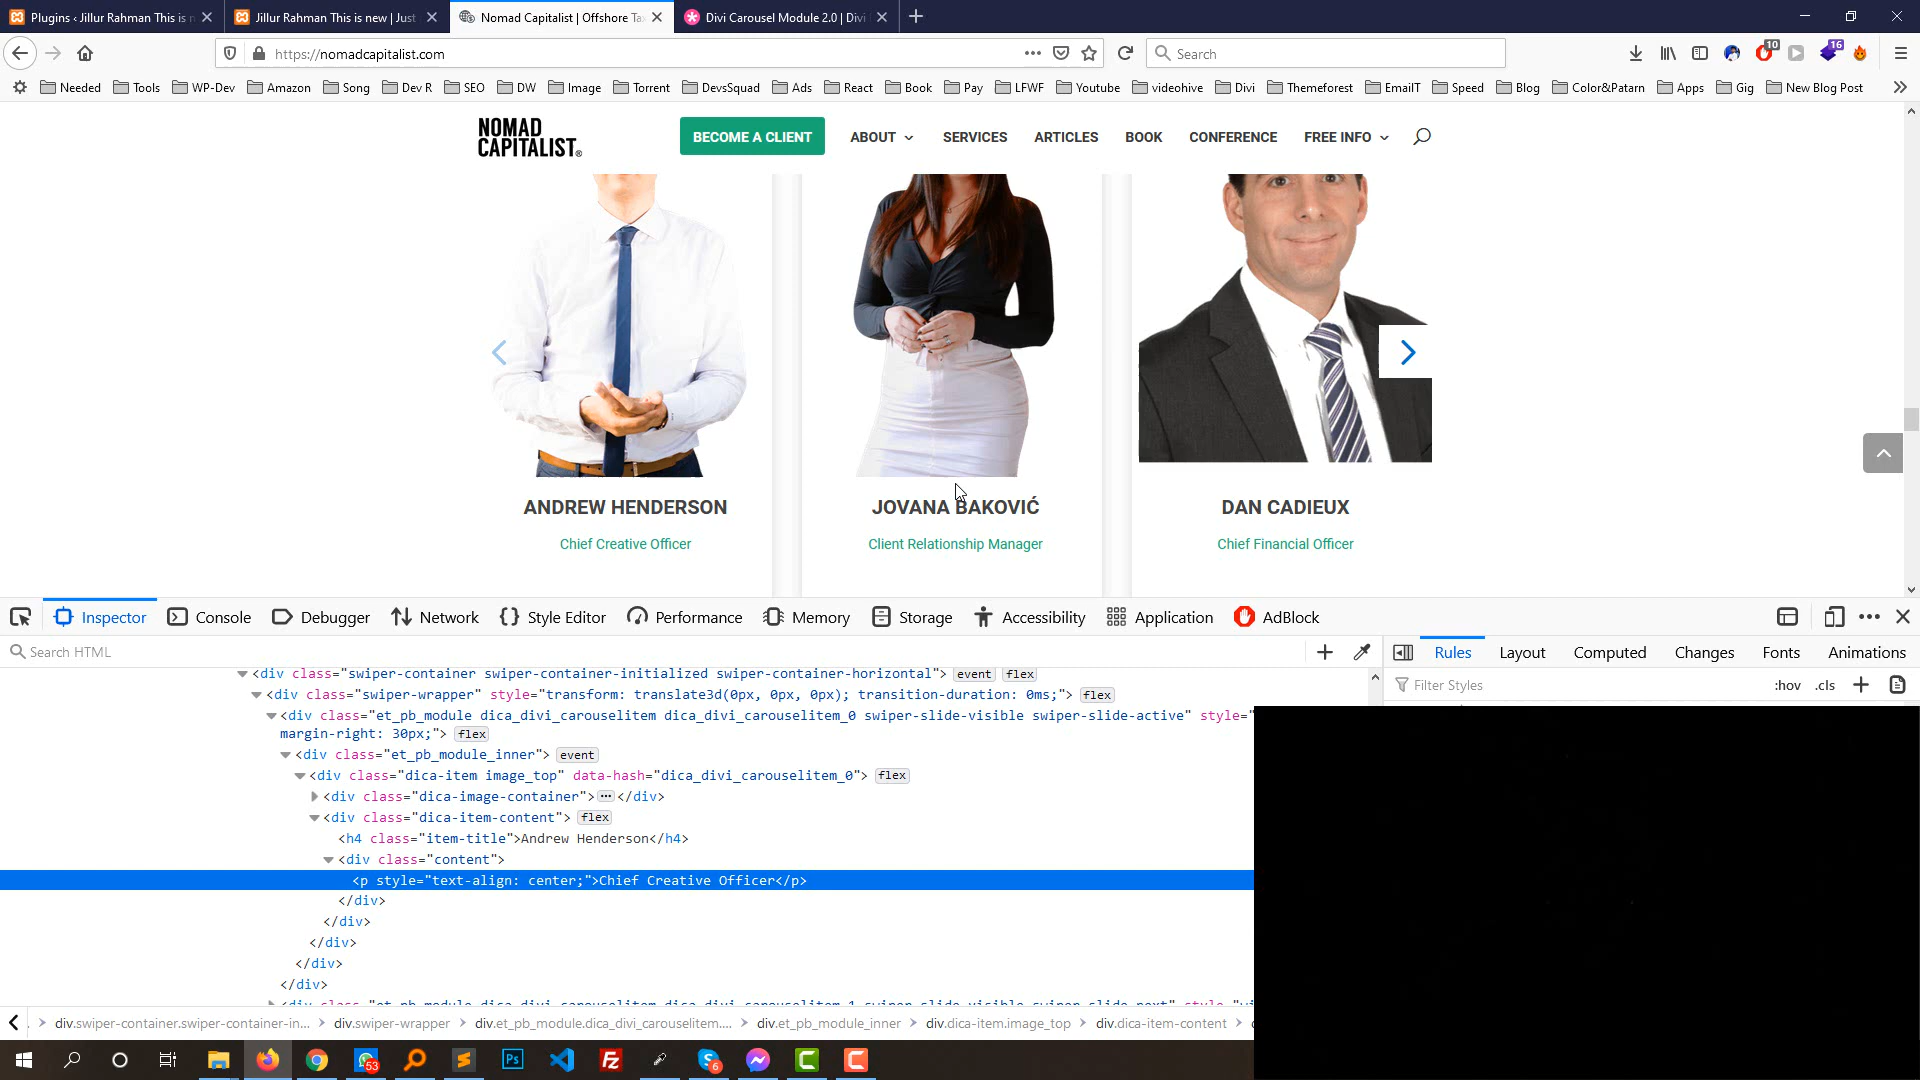 Plugins ‹ Jillur Rahman This is n
Jillur Rahman This is new | Just
Nomad Capitalist | Offshore Ta
Divi Carousel Module 2.0 | Divi
https://nomadcapitalist.com
Search
10
16
Needed
Tools
WP-Dev
Amazon
Song
Dev R
SEO
DW
Image
Torrent
DevsSquad
Ads
React
Book
Pay
LFWF
Youtube
videohive
Divi
Themeforest
EmailT
Speed
Blog
Color&Patarn
Apps
Gig
New Blog Post
NOMAD
CAPITALIST®
BECOME A CLIENT
ABOUT
SERVICES
ARTICLES
BOOK
CONFERENCE
FREE INFO
ANDREW HENDERSON
JOVANA BAKOVIĆ
DAN CADIEUX
Chief Creative Officer
Client Relationship Manager
Chief Financial Officer
Inspector
Console
Debugger
Network
Style Editor
Performance
Memory
Storage
Accessibility
Application
AdBlock
Search HTML
Rules
Layout
Computed
Changes
Fonts
Animations
Filter Styles
:hov
.cls
<div class="swiper-container swiper-container-initialized swiper-container-horizontal"> event flex
<div class="swiper-wrapper" style="transform: translate3d(0px, 0px, 0px); transition-duration: 0ms;"> flex
<div class="et_pb_module dica_divi_carouselitem dica_divi_carouselitem_0 swiper-slide-visible swiper-slide-active" style="
margin-right: 30px;"> flex
<div class="et_pb_module_inner"> event
<div class="dica-item image_top" data-hash="dica_divi_carouselitem_0"> flex
<div class="dica-image-container"> ••• </div>
<div class="dica-item-content"> flex
<h4 class="item-title">Andrew Henderson</h4>
<div class="content">
<p style="text-align: center;">Chief Creative Officer</p>
</div>
</div>
</div>
</div>
</div>
<div class="et_pb_module dica_divi_carouselitem dica_divi_carouselitem_1 swiper-slide-visible swiper-slide-next" style="wi
div.swiper-container.swiper-container-in...
div.swiper-wrapper
div.et_pb_module.dica_divi_carouselitem....
div.et_pb_module_inner
div.dica-item.image_top
div.dica-item-content
53
Ps
Fz
6